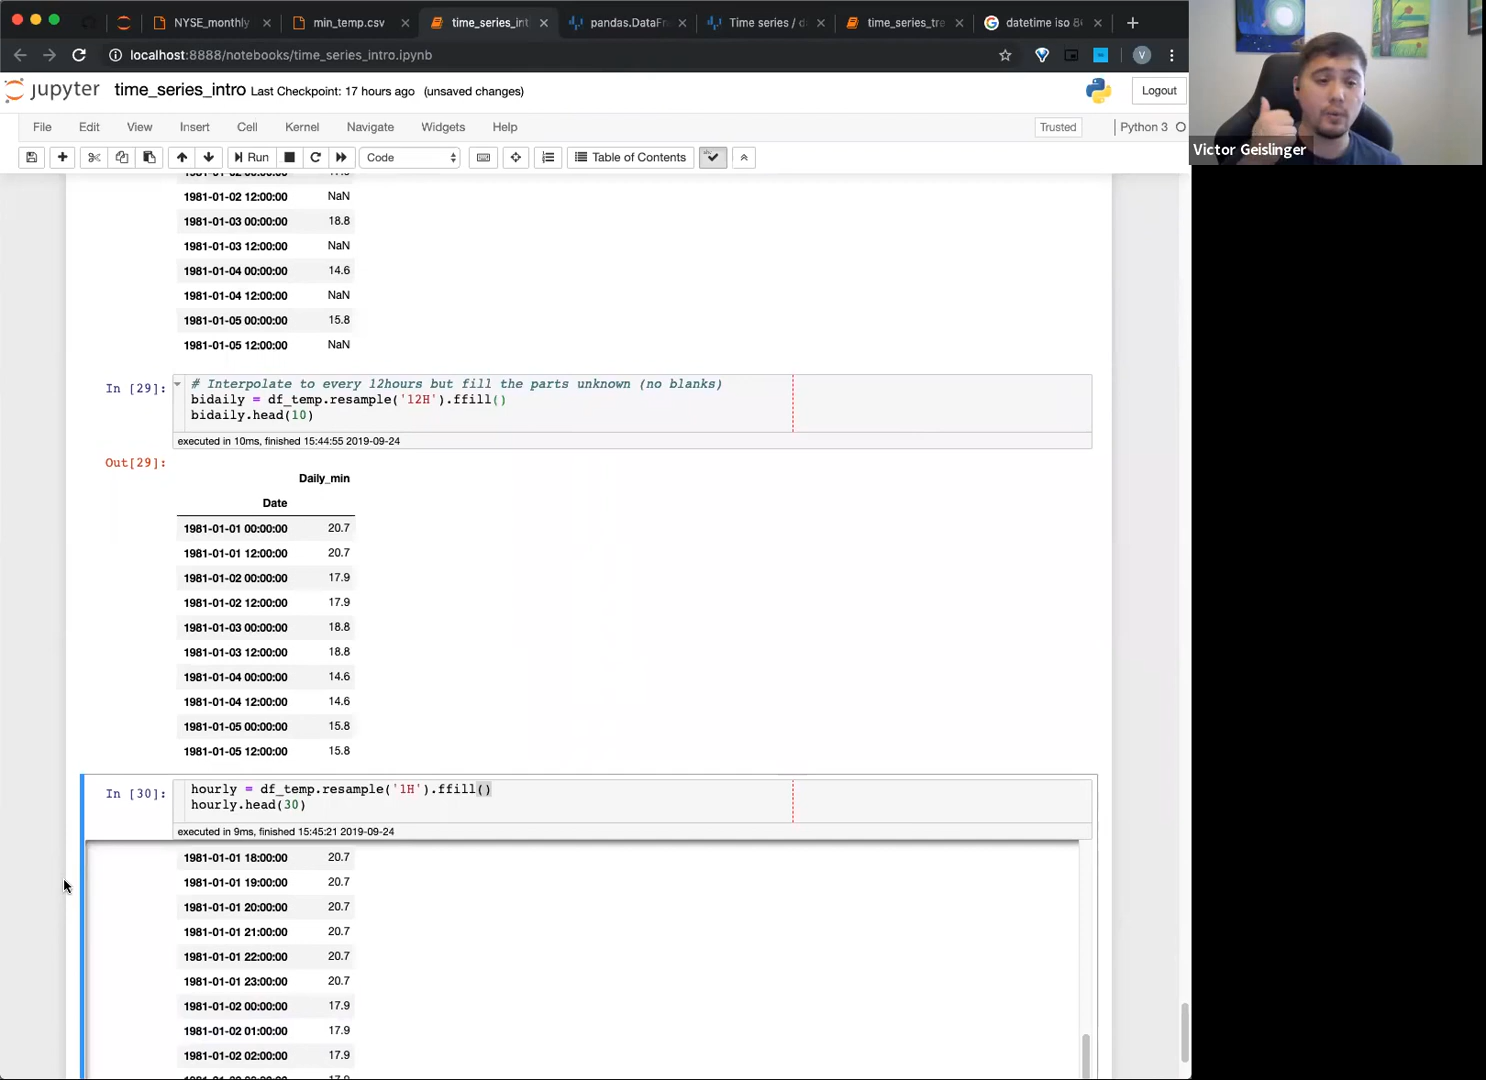 NYSE_monthly
min_temp.csv
time_series_int
pandas.DataFr
Time series / d
time_series_tre
datetime iso 8
localhost:8888/notebooks/time_series_intro.ipynb
V
jupyter time_series_intro Last Checkpoint: 17 hours ago (unsaved changes)
Logout
File Edit View Insert Cell Kernel Navigate Widgets Help
Trusted
Python 3
Run
Code
Table of Contents
Victor Geislinger
1981-01-02 12:00:00 NaN
1981-01-03 00:00:00 18.8
1981-01-03 12:00:00 NaN
1981-01-04 00:00:00 14.6
1981-01-04 12:00:00 NaN
1981-01-05 00:00:00 15.8
1981-01-05 12:00:00 NaN
In [29]:
# Interpolate to every 12hours but fill the parts unknown (no blanks)
bidaily = df_temp.resample('12H').ffill()
bidaily.head(10)
executed in 10ms, finished 15:44:55 2019-09-24
Out[29]:
Daily_min
Date
1981-01-01 00:00:00 20.7
1981-01-01 12:00:00 20.7
1981-01-02 00:00:00 17.9
1981-01-02 12:00:00 17.9
1981-01-03 00:00:00 18.8
1981-01-03 12:00:00 18.8
1981-01-04 00:00:00 14.6
1981-01-04 12:00:00 14.6
1981-01-05 00:00:00 15.8
1981-01-05 12:00:00 15.8
In [30]:
hourly = df_temp.resample('1H').ffill()
hourly.head(30)
executed in 9ms, finished 15:45:21 2019-09-24
1981-01-01 18:00:00 20.7
1981-01-01 19:00:00 20.7
1981-01-01 20:00:00 20.7
1981-01-01 21:00:00 20.7
1981-01-01 22:00:00 20.7
1981-01-01 23:00:00 20.7
1981-01-02 00:00:00 17.9
1981-01-02 01:00:00 17.9
1981-01-02 02:00:00 17.9